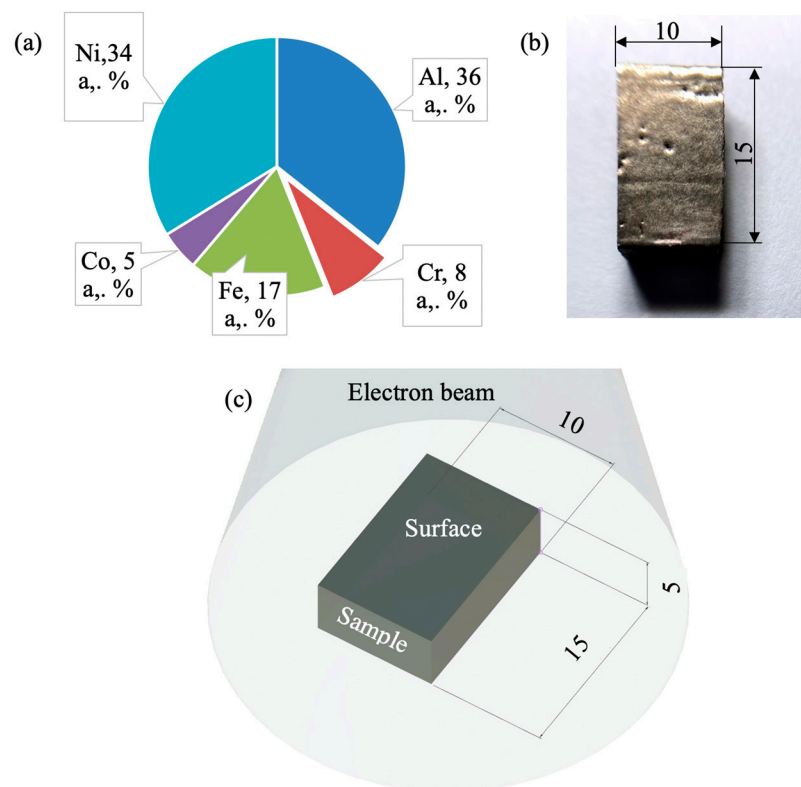 (a)
Ni,34
a,. %
Al, 36
a,. %
Co, 5
a,. %
Fe, 17
a,. %
Cr, 8
a,. %
(b)
10
15
(c)
Electron beam
10
Surface
Sample
5
15